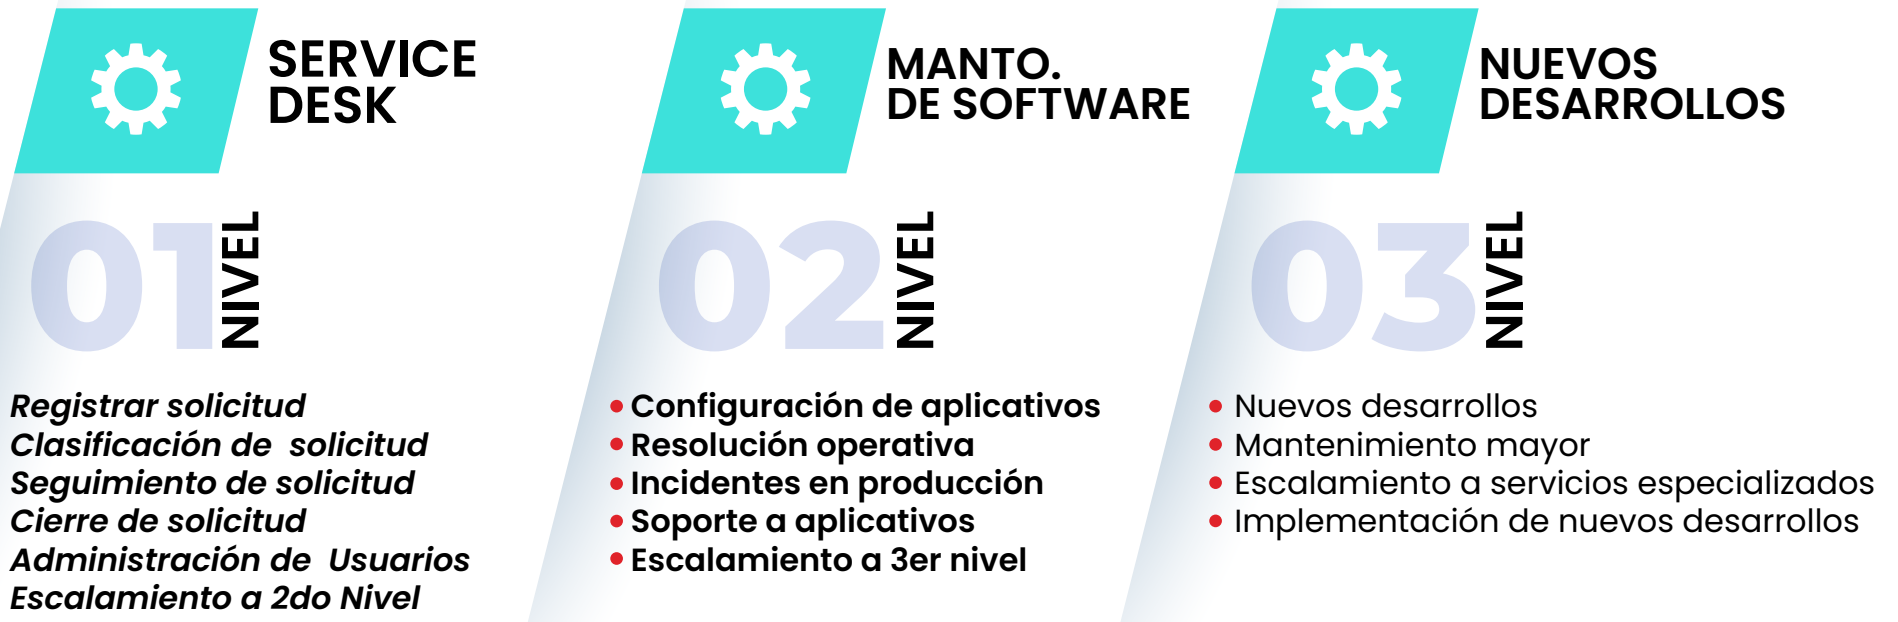 SERVICE
DESK
01
NIVEL
Registrar solicitud
Clasificación de solicitud
Seguimiento de solicitud
Cierre de solicitud
Administración de Usuarios
Escalamiento a 2do Nivel
MANTO.
DE SOFTWARE
02
NIVEL
Configuración de aplicativos
Resolución operativa
Incidentes en producción
Soporte a aplicativos
Escalamiento a 3er nivel
NUEVOS
DESARROLLOS
03
NIVEL
Nuevos desarrollos
Mantenimiento mayor
Escalamiento a servicios especializados
Implementación de nuevos desarrollos